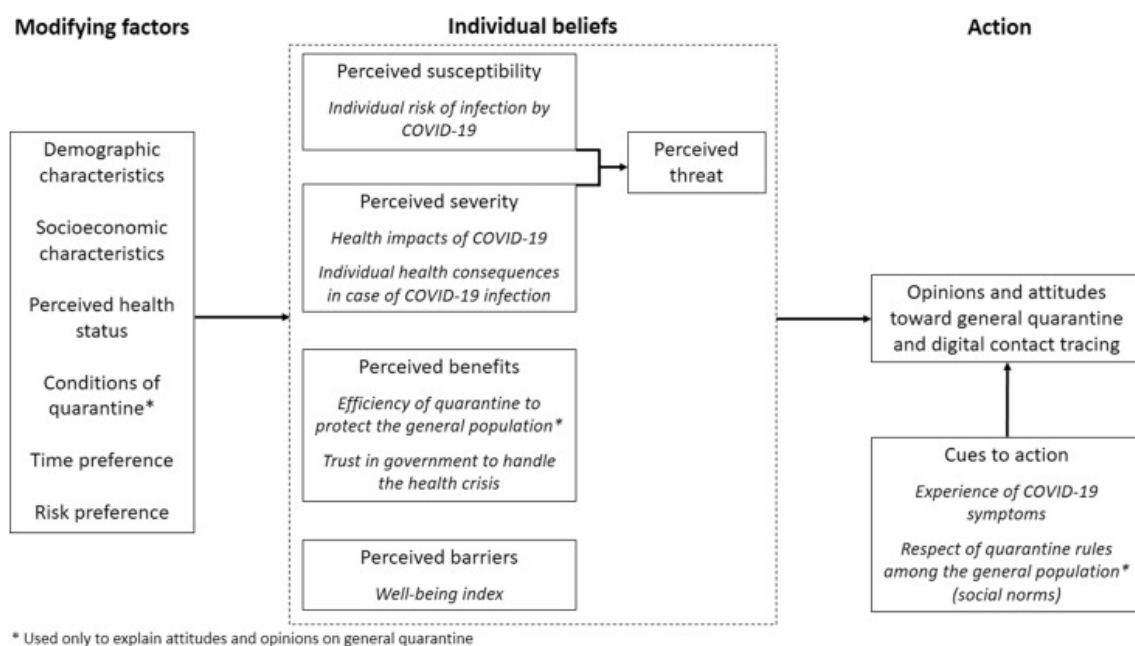 Modifying factors
Individual beliefs
Action
Demographic
characteristics
Socioeconomic
characteristics
Perceived health
status
Conditions of
quarantine*
Time preference
Risk preference
Perceived susceptibility
Individual risk of infection by
COVID-19
Perceived severity
Health impacts of COVID-19
Individual health consequences
in case of COVID-19 infection
Perceived
threat
Perceived benefits
Efficiency of quarantine to
protect the general population*
Trust in government to handle
the health crisis
Perceived barriers
Well-being index
Opinions and attitudes
toward general quarantine
and digital contact tracing
Cues to action
Experience of COVID-19
symptoms
Respect of quarantine rules
among the general population*
(social norms)
* Used only to explain attitudes and opinions on general quarantine